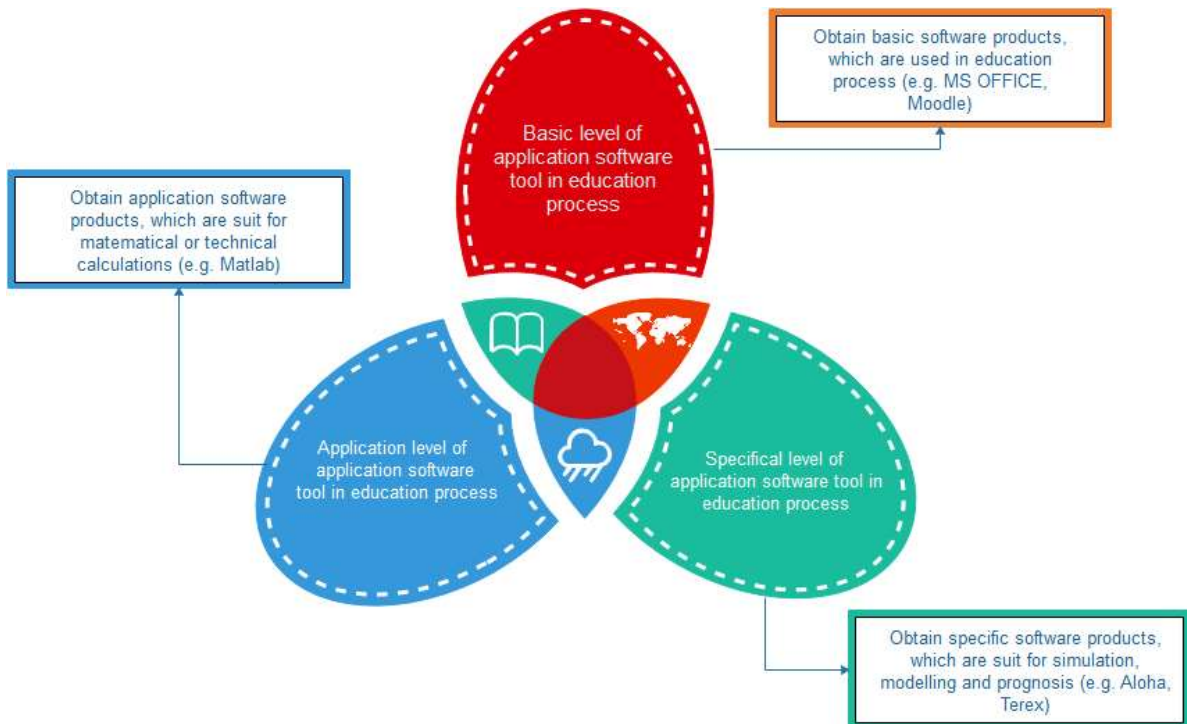 Obtain basic software products,
which are used in education
process (e.g. MS OFFICE,
Moodle)
Basic level of
application software
tool in education
process
Obtain application software
products, which are suit for
matematical or technical
calculations (e.g. Matlab)
Application level of
application software
tool in education process
Specifical level of
application software tool in
education process
Obtain specific software products,
which are suit for simulation,
modelling and prognosis (e.g. Aloha,
Terex)